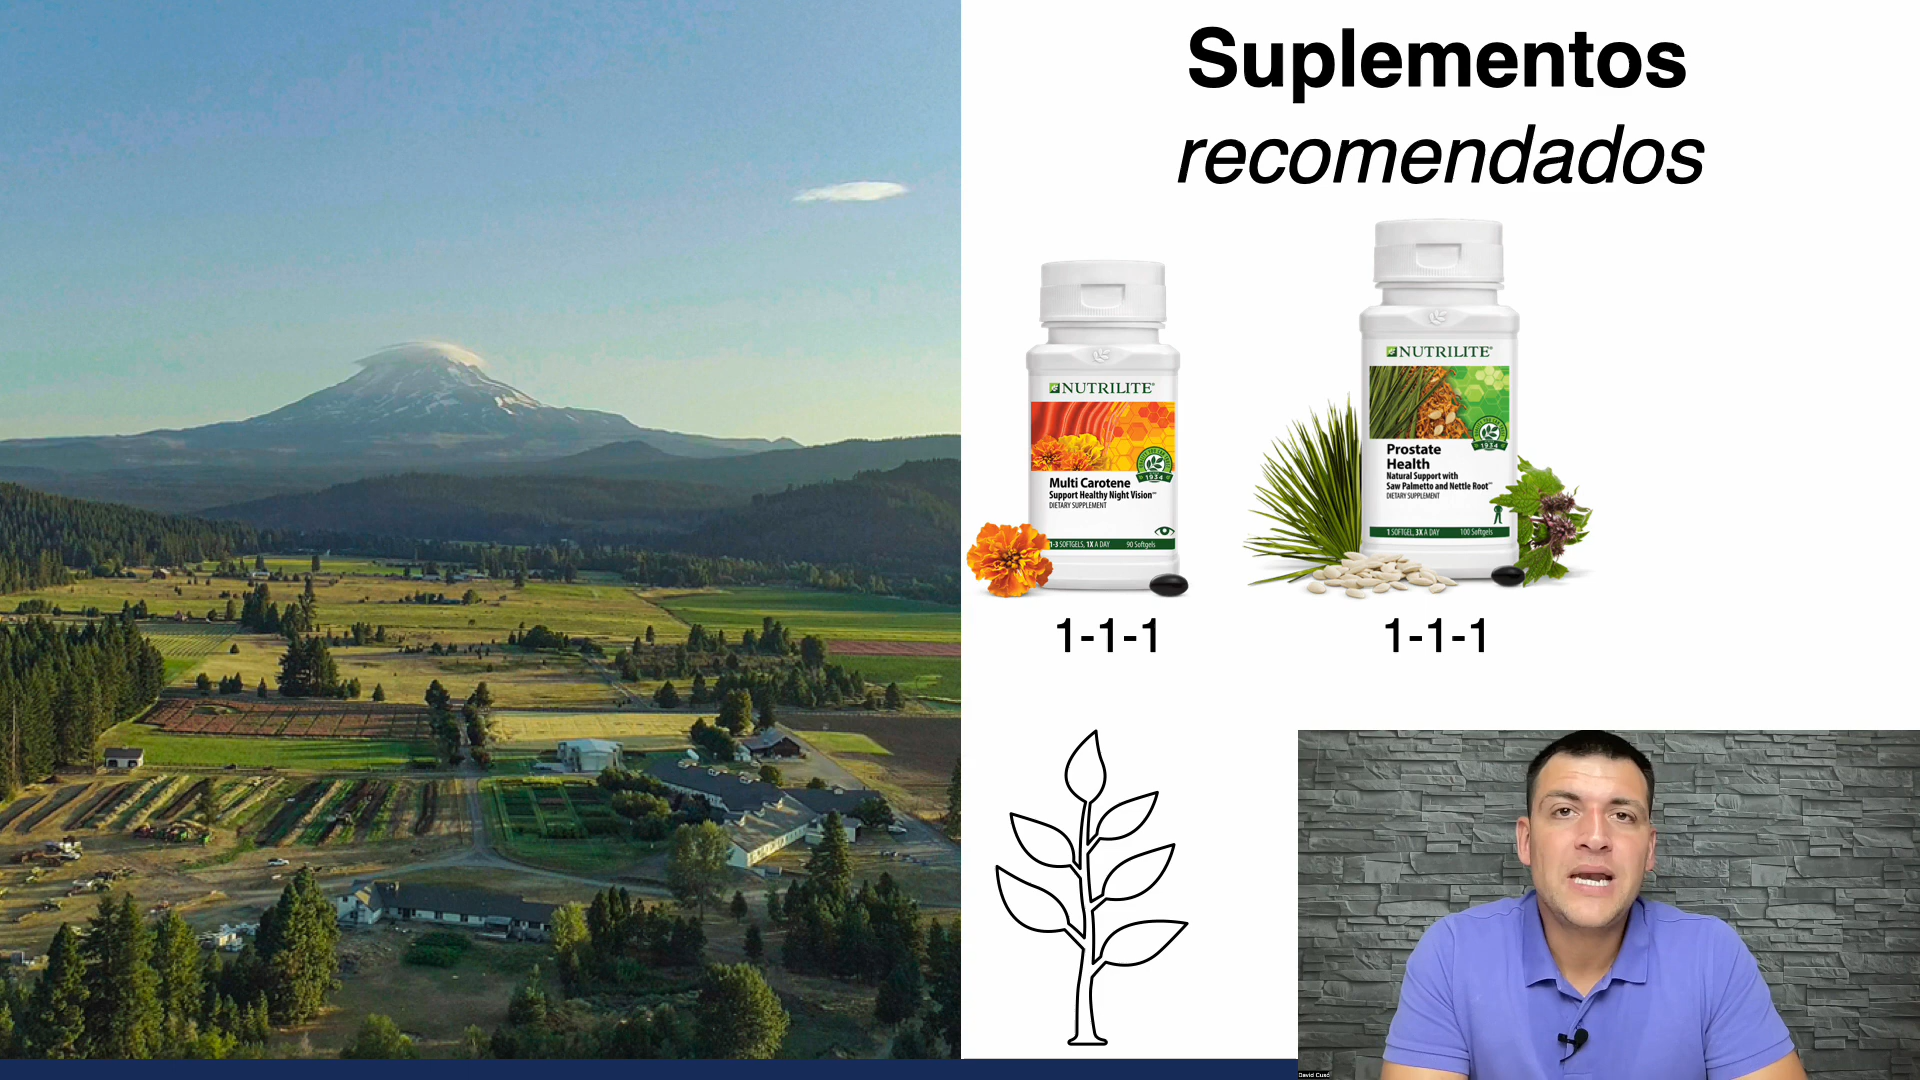 Suplementos
recomendados
NUTRILITE®
Multi Carotene
Support Healthy Night Vision™
DIETARY SUPPLEMENT
1-3 SOFTGELS, 1X A DAY 90 Softgels
1934
1-1-1
NUTRILITE®
Prostate
Health
Natural Support with
Saw Palmetto and Nettle Root™
DIETARY SUPPLEMENT
1 SOFTGEL, 3X A DAY 100 Softgels
1934
1-1-1
David Cusó